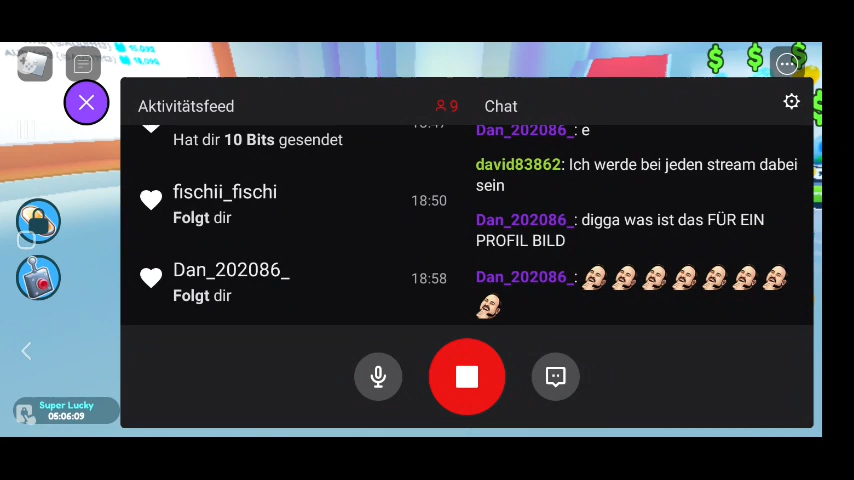 Aktivitätsfeed
9
Chat
Hat dir 10 Bits gesendet
Dan_202086_: e
david83862: Ich werde bei jeden stream dabei
sein
fischii_fischi
Folgt dir
18:50
Dan_202086_: digga was ist das FÜR EIN
PROFIL BILD
Dan_202086_
Folgt dir
18:58
Dan_202086_:
Super Lucky
05:06:09